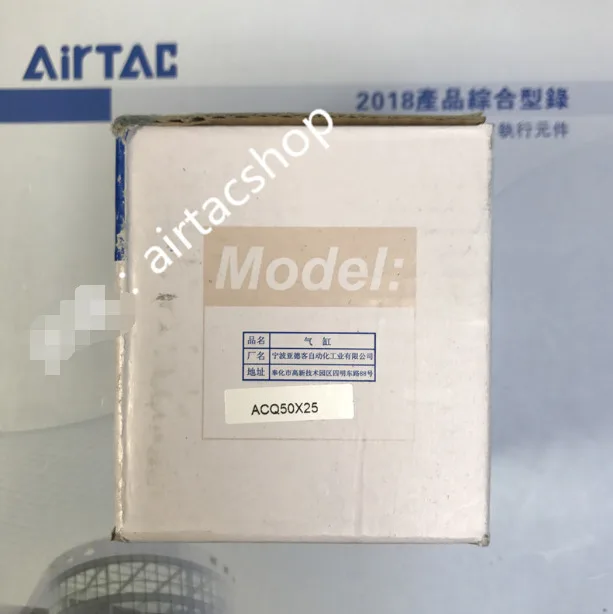 AirTAC
2018產品綜合型錄
執行元件
airtacshop
Model:
品名 气缸
厂名 宁波亚德客自动化工业有限公司
地址 奉化市高新技术园区四明东路88号
ACQ50X25